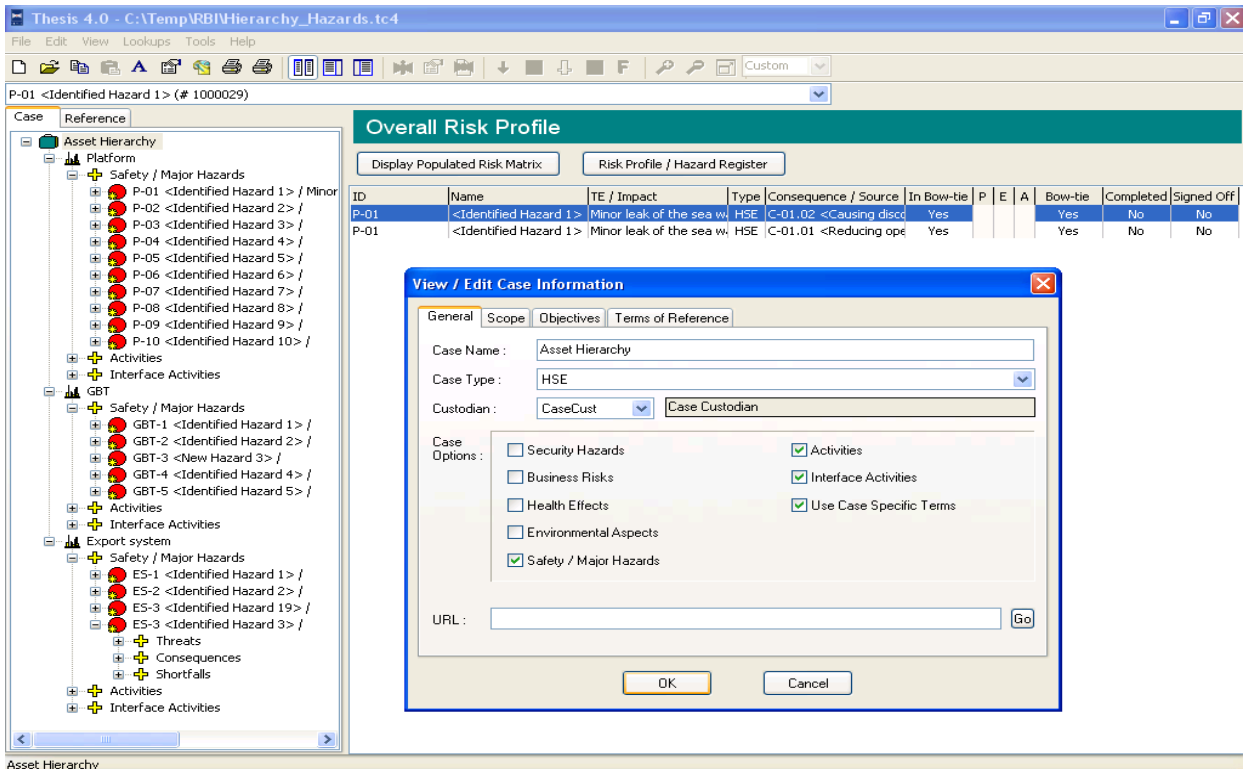 Thesis 4.0 - C:\Temp\RBI\Hierarchy_Hazards.tc4
File Edit View Lookups Tools Help
Custom
P-01 <Identified Hazard 1> (# 1000029)
Case Reference
Asset Hierarchy
Platform
Safety / Major Hazards
P-01 <Identified Hazard 1> / Minor
P-02 <Identified Hazard 2> /
P-03 <Identified Hazard 3> /
P-04 <Identified Hazard 4> /
P-05 <Identified Hazard 5> /
P-06 <Identified Hazard 6> /
P-07 <Identified Hazard 7> /
P-08 <Identified Hazard 8> /
P-09 <Identified Hazard 9> /
P-10 <Identified Hazard 10> /
Activities
Interface Activities
GBT
Safety / Major Hazards
GBT-1 <Identified Hazard 1> /
GBT-2 <Identified Hazard 2> /
GBT-3 <New Hazard 3> /
GBT-4 <Identified Hazard 4> /
GBT-5 <Identified Hazard 5> /
Activities
Interface Activities
Export system
Safety / Major Hazards
ES-1 <Identified Hazard 1> /
ES-2 <Identified Hazard 2> /
ES-3 <Identified Hazard 19> /
ES-3 <Identified Hazard 3> /
Threats
Consequences
Shortfalls
Activities
Interface Activities
Overall Risk Profile
Display Populated Risk Matrix Risk Profile / Hazard Register
ID Name TE / Impact Type Consequence / Source In Bow-tie P E A Bow-tie Completed Signed Off
P-01 <Identified Hazard 1> Minor leak of the sea w HSE C-01.02 <Causing disco Yes Yes No No
P-01 <Identified Hazard 1> Minor leak of the sea w HSE C-01.01 <Reducing ope Yes Yes No No
View / Edit Case Information
General Scope Objectives Terms of Reference
Case Name : Asset Hierarchy
Case Type : HSE
Custodian : CaseCust Case Custodian
Case Options :
Security Hazards Activities
Business Risks Interface Activities
Health Effects Use Case Specific Terms
Environmental Aspects
Safety / Major Hazards
URL : Go
OK Cancel
Asset Hierarchy